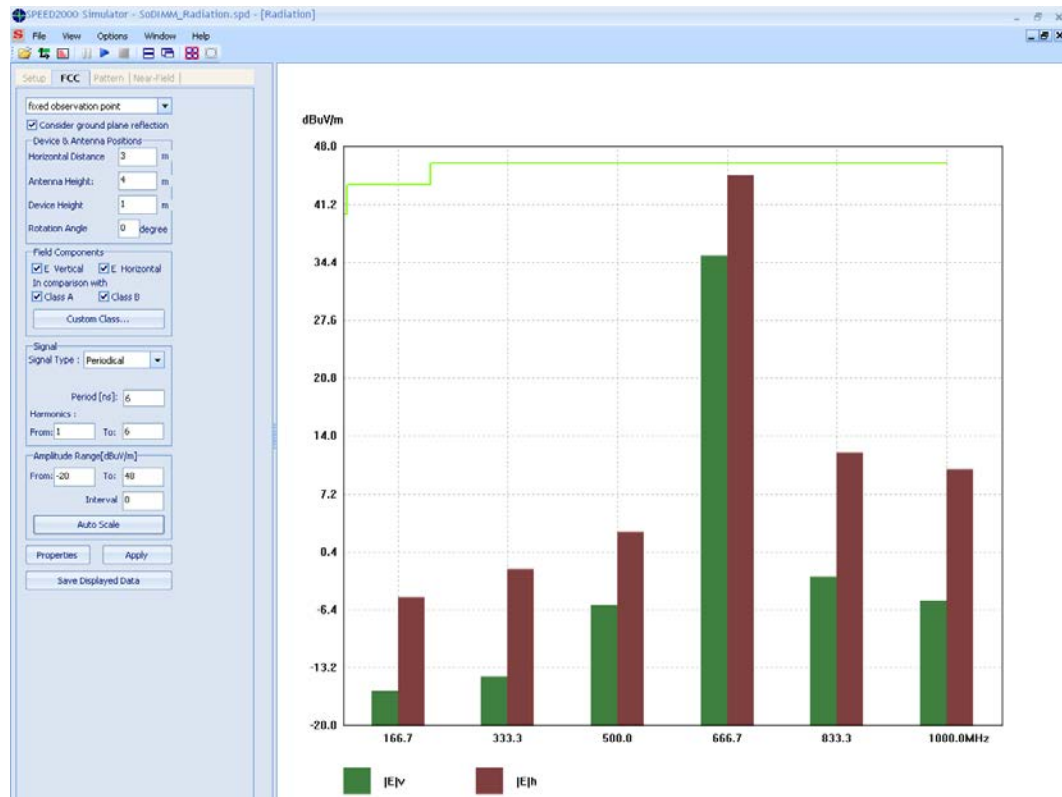 SPEED2000 Simulator - SoDIMM_Radiation.spd - [Radiation]
S File View Options Window Help
Setup FCC Pattern Near-Field
fixed observation point
Consider ground plane reflection
Device & Antenna Positions
Horizontal Distance 3 m
Antenna Height: 4 m
Device Height 1 m
Rotation Angle 0 degree
Field Components
E Vertical E Horizontal
In comparison with
Class A Class B
Custom Class...
Signal
Signal Type : Periodical
Period [ns]: 6
Harmonics :
From: 1 To: 6
Amplitude Range[dBuV/m]
From: -20 To: 48
Interval 0
Auto Scale
Properties Apply
Save Displayed Data
dBuV/m
48.0
41.2
34.4
27.6
20.8
14.0
7.2
0.4
-6.4
-13.2
-20.0
166.7 333.3 500.0 666.7 833.3 1000.0MHz
|E|v |E|h